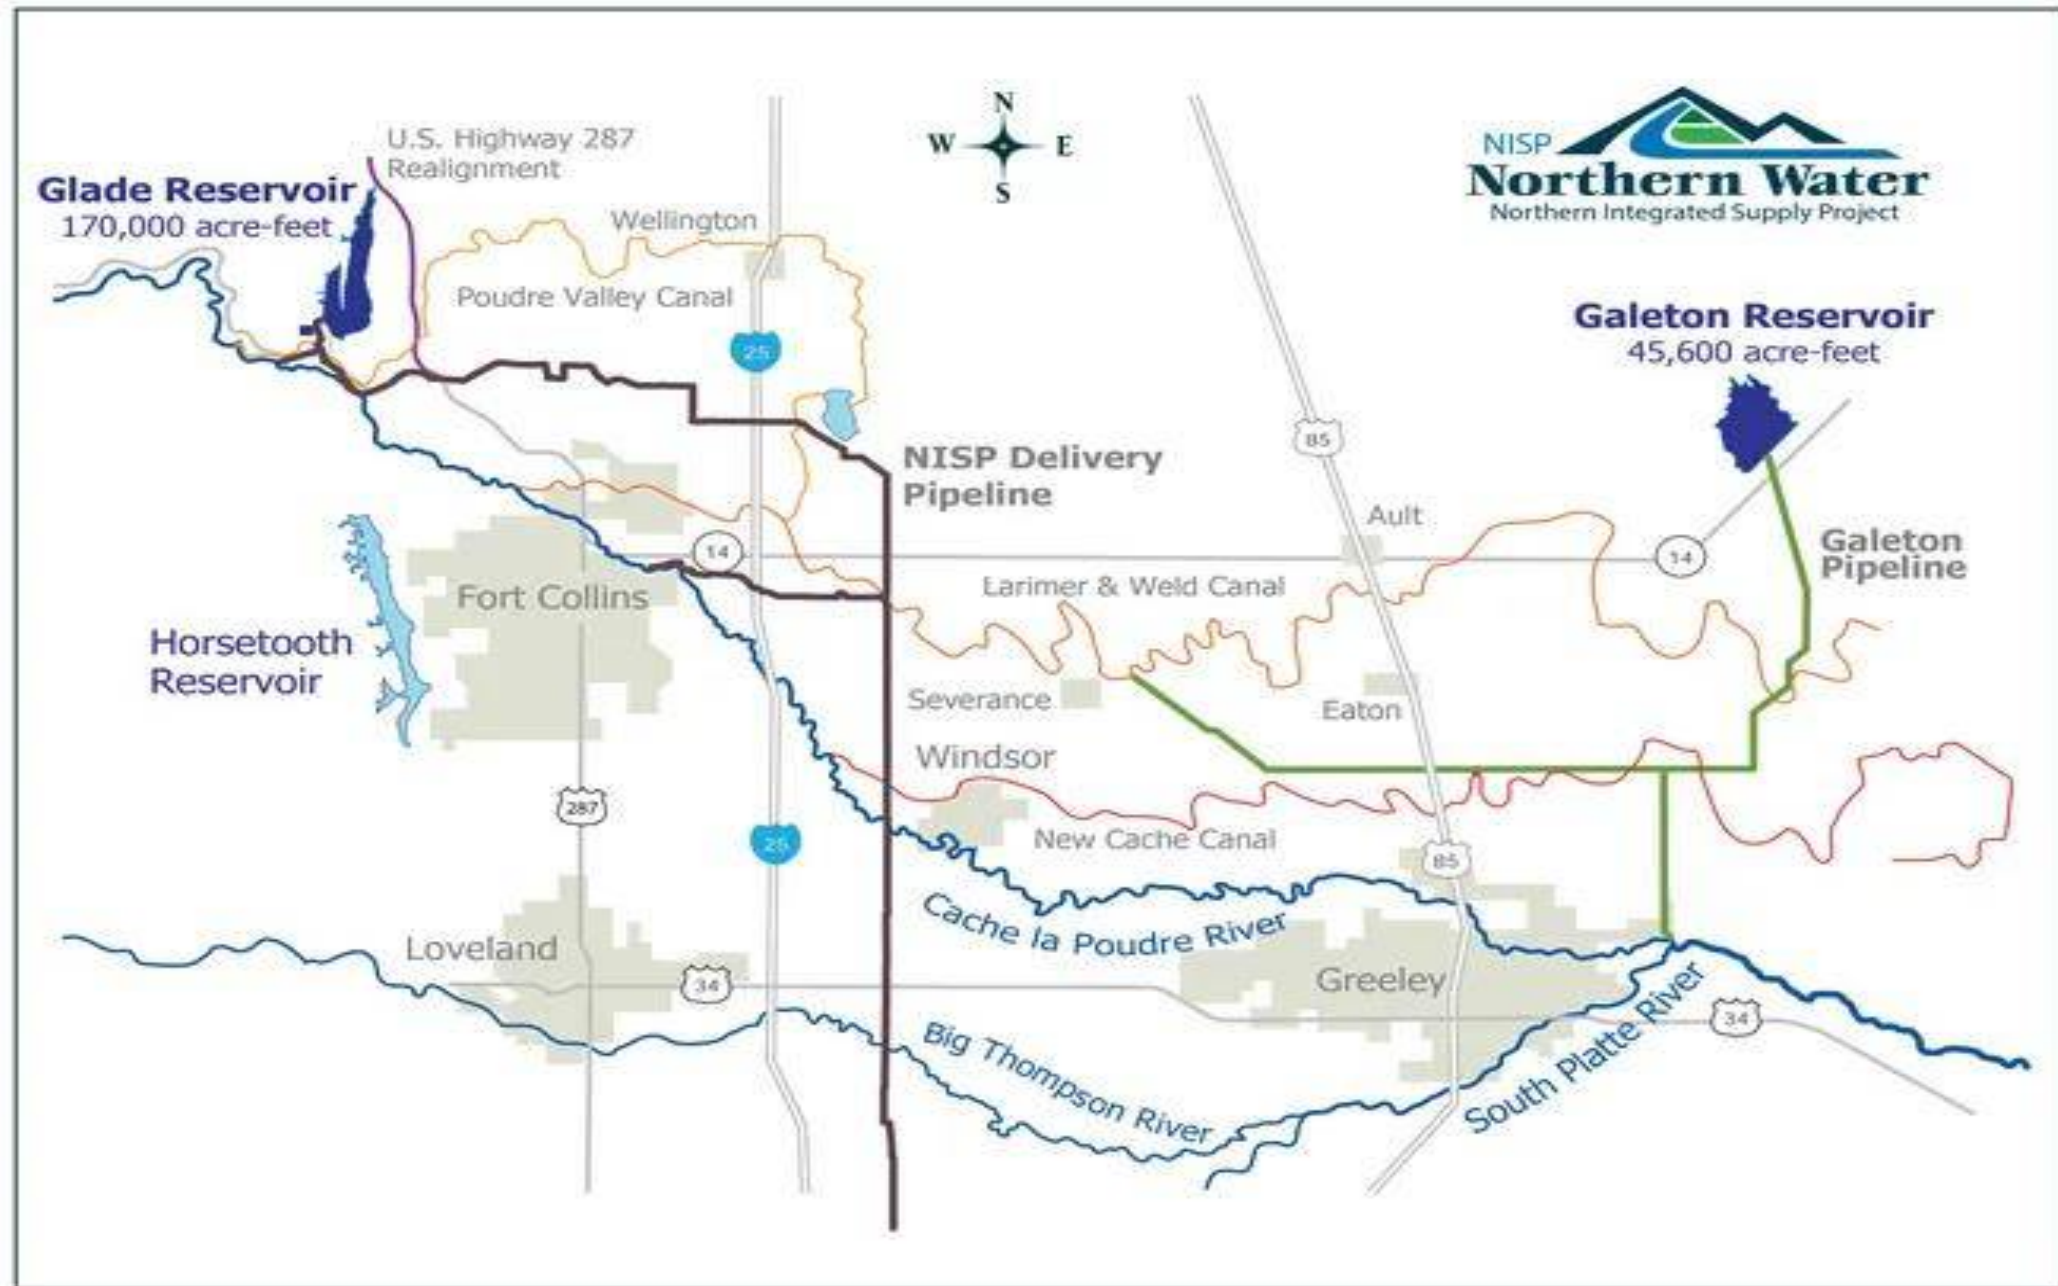 N
W E
S
NISP
Northern Water
Northern Integrated Supply Project
U.S. Highway 287
Realignment
Glade Reservoir
170,000 acre-feet
Wellington
Poudre Valley Canal
25
Galeton Reservoir
45,600 acre-feet
85
NISP Delivery
Pipeline
Ault
14
14
Galeton
Pipeline
Larimer & Weld Canal
Fort Collins
Horsetooth
Reservoir
Severance
Eaton
Windsor
287
25
New Cache Canal
85
Cache la Poudre River
Loveland
34
Greeley
South Platte River
34
Big Thompson River